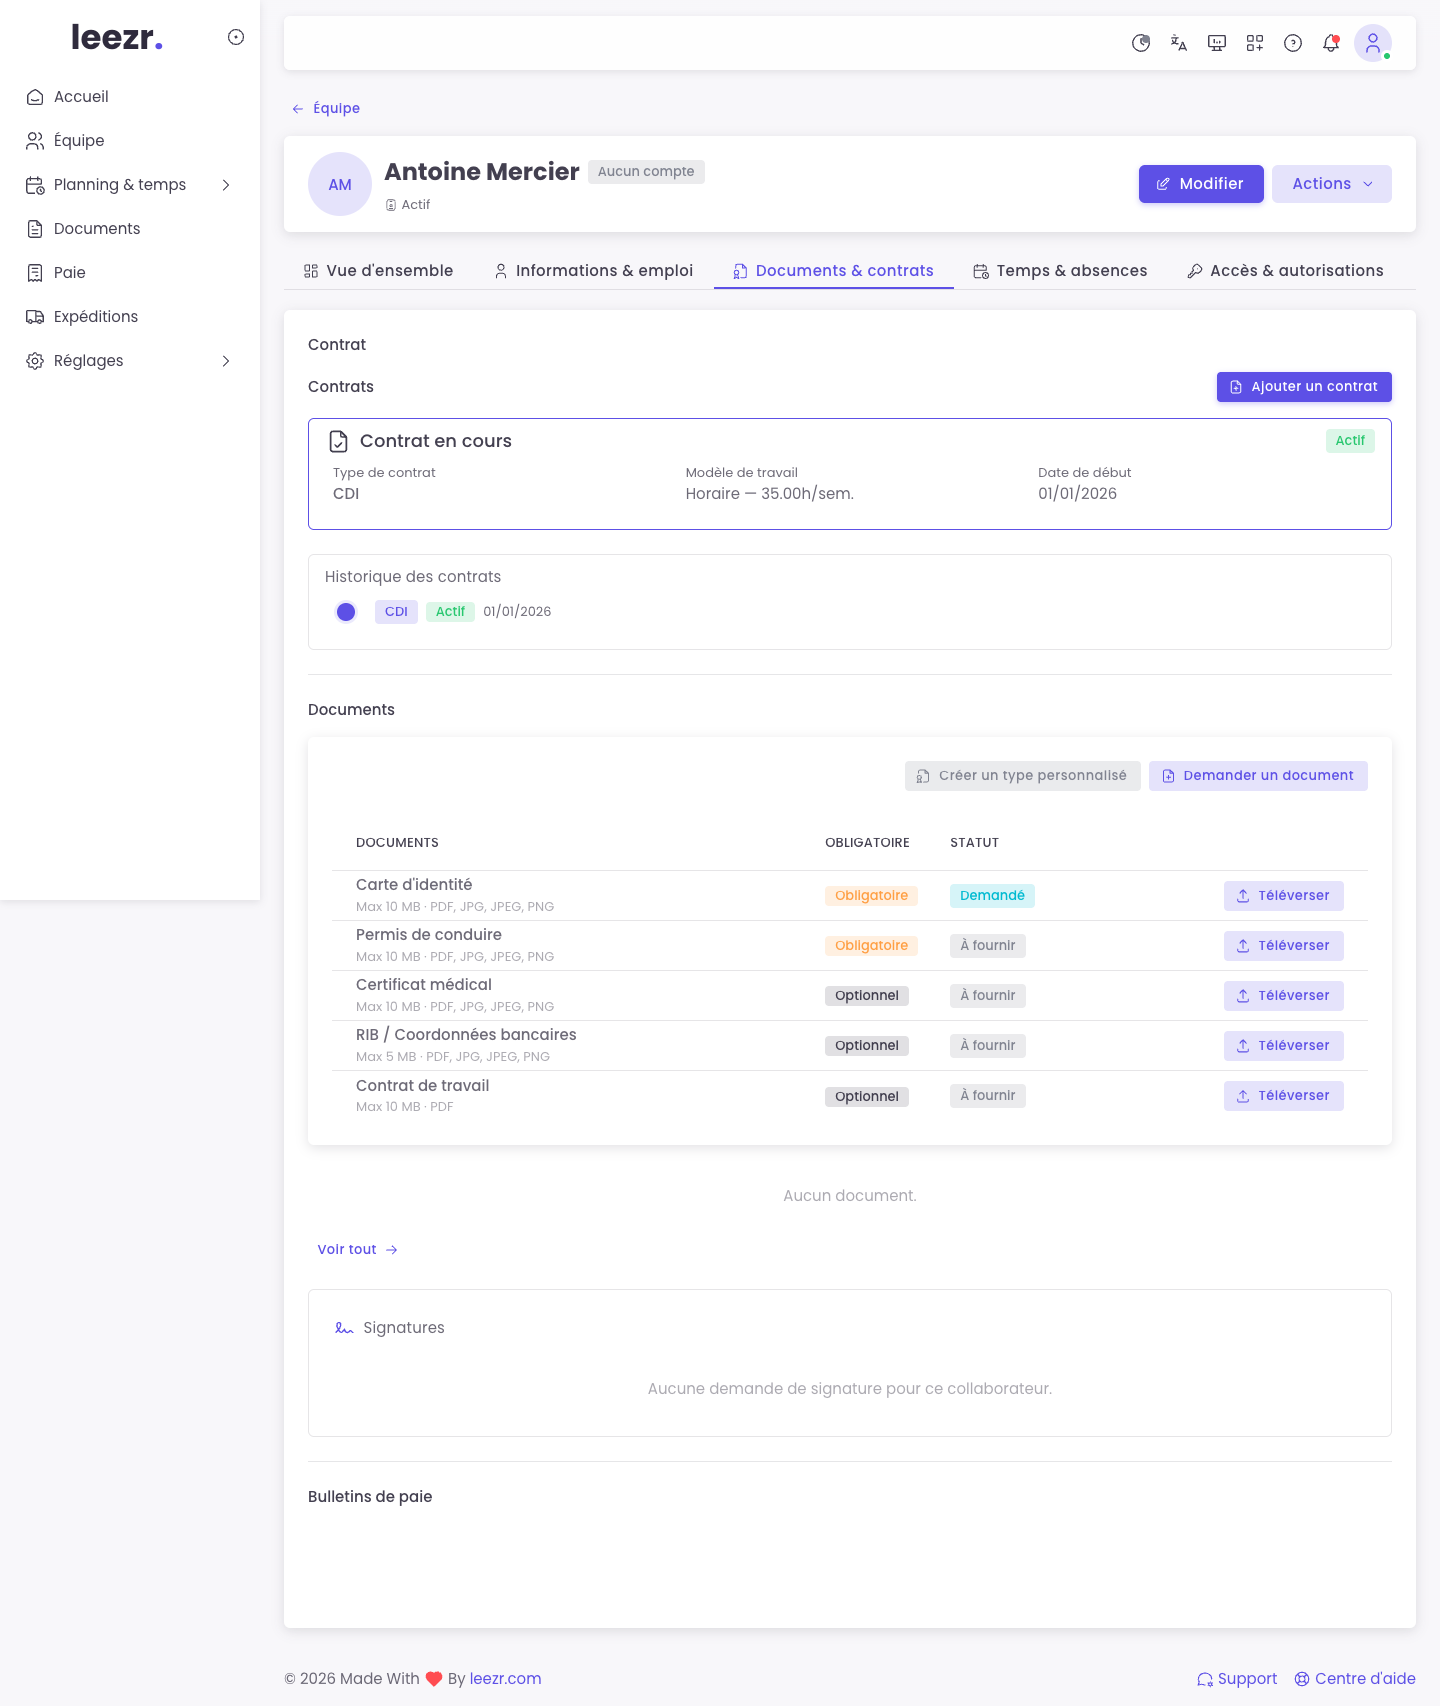 leezr.
Accueil
Équipe
Planning & temps
Documents
Paie
Expéditions
Réglages
Équipe
AM
Antoine Mercier
Aucun compte
Actif
Modifier
Actions
Vue d'ensemble
Informations & emploi
Documents & contrats
Temps & absences
Accès & autorisations
Contrat
Contrats
Ajouter un contrat
Contrat en cours
Actif
Type de contrat
Modèle de travail
Date de début
CDI
Horaire — 35.00h/sem.
01/01/2026
Historique des contrats
CDI Actif 01/01/2026
Documents
Créer un type personnalisé
Demander un document
DOCUMENTS OBLIGATOIRE STATUT
Carte d'identité
Max 10 MB · PDF, JPG, JPEG, PNG
Obligatoire Demandé Téléverser
Permis de conduire
Max 10 MB · PDF, JPG, JPEG, PNG
Obligatoire À fournir Téléverser
Certificat médical
Max 10 MB · PDF, JPG, JPEG, PNG
Optionnel À fournir Téléverser
RIB / Coordonnées bancaires
Max 5 MB · PDF, JPG, JPEG, PNG
Optionnel À fournir Téléverser
Contrat de travail
Max 10 MB · PDF
Optionnel À fournir Téléverser
Aucun document.
Voir tout
Signatures
Aucune demande de signature pour ce collaborateur.
Bulletins de paie
© 2026 Made With By leezr.com
Support
Centre d'aide